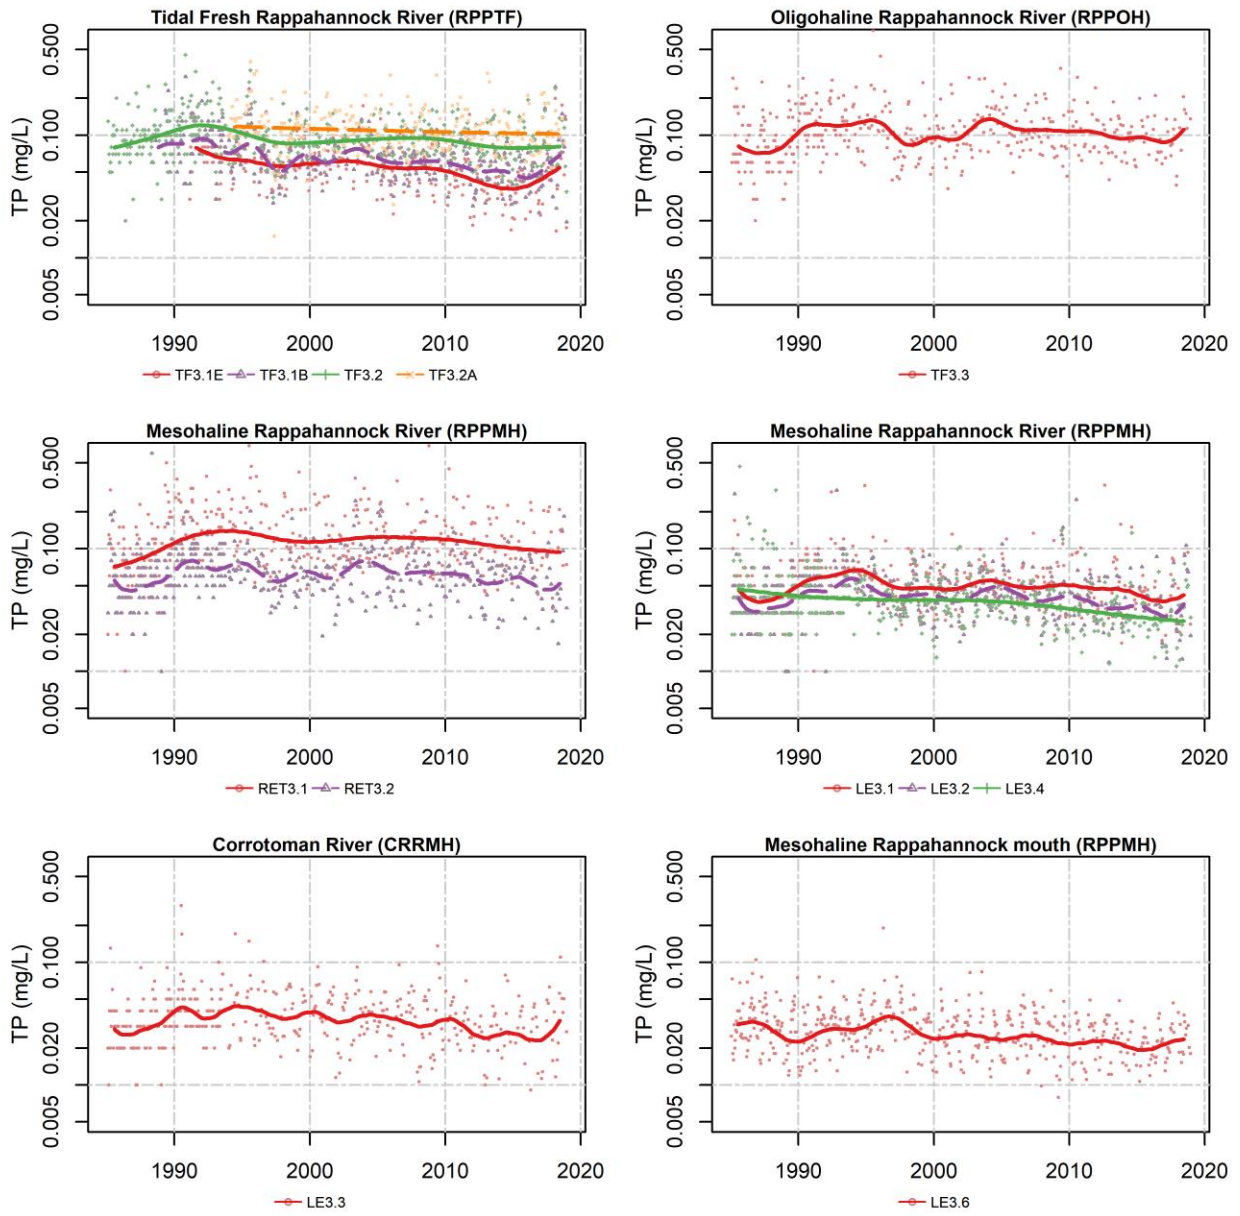 Tidal Fresh Rappahannock River (RPPTF)
TP (mg/L)
0.500
0.100
0.020
0.005
1990 2000 2010 2020
TF3.1E TF3.1B TF3.2 TF3.2A
Oligohaline Rappahannock River (RPPOH)
TP (mg/L)
0.500
0.100
0.020
0.005
1990 2000 2010 2020
TF3.3
Mesohaline Rappahannock River (RPPMH)
TP (mg/L)
0.500
0.100
0.020
0.005
1990 2000 2010 2020
RET3.1 RET3.2
Mesohaline Rappahannock River (RPPMH)
TP (mg/L)
0.500
0.100
0.020
0.005
1990 2000 2010 2020
LE3.1 LE3.2 LE3.4
Corrotoman River (CRRMH)
TP (mg/L)
0.500
0.100
0.020
0.005
1990 2000 2010 2020
LE3.3
Mesohaline Rappahannock mouth (RPPMH)
TP (mg/L)
0.500
0.100
0.020
0.005
1990 2000 2010 2020
LE3.6